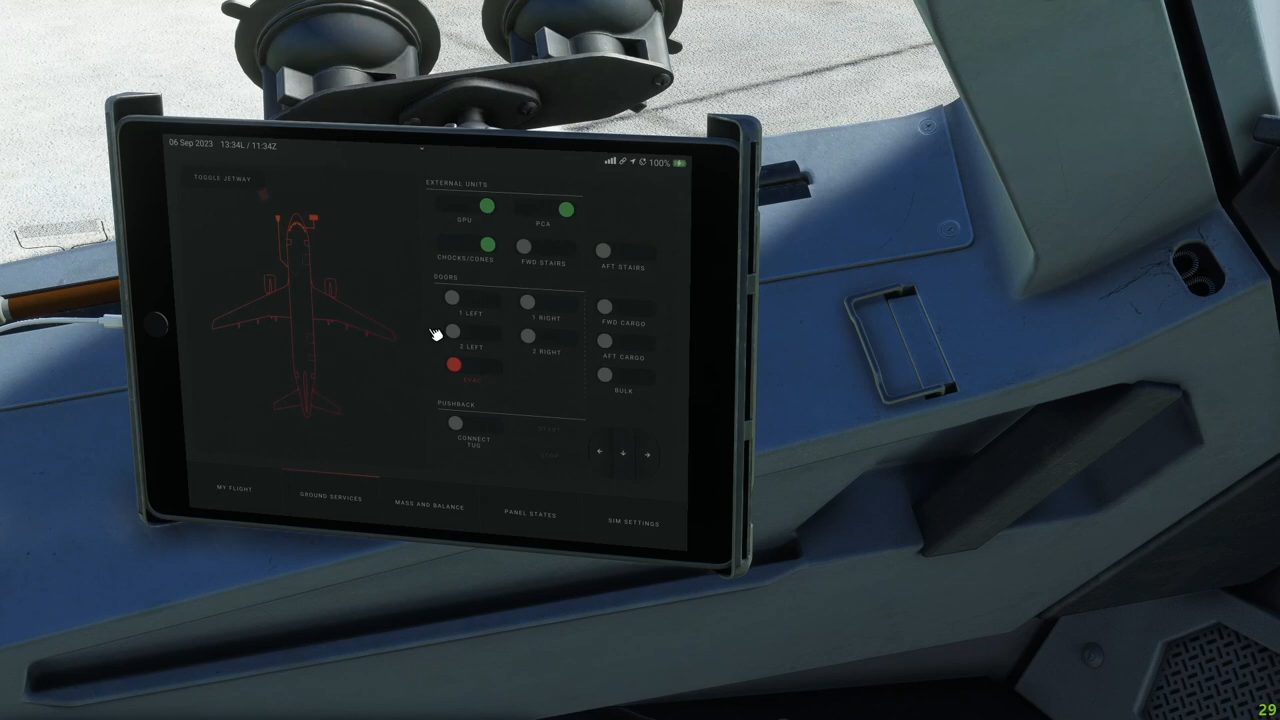 06 Sep 2023 13:34L / 11:34Z
100%
TOGGLE JETWAY
EXTERNAL UNITS
GPU
PCA
CHOCKS/CONES
FWD STAIRS
AFT STAIRS
DOORS
1 LEFT
1 RIGHT
FWD CARGO
2 LEFT
2 RIGHT
AFT CARGO
BULK
PUSHBACK
START
CONNECT
TUG
MY FLIGHT
GROUND SERVICES
MASS AND BALANCE
PANEL STATES
SIM SETTINGS
29